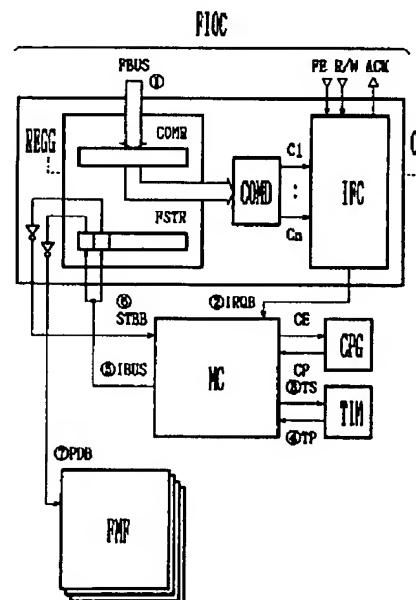 FIOC
FBUS ①
FE R/W ACK
REGG
COMR
C
C1
COMD
:
IFC
FSTR
Cn
⑥
STBB
②IRQB
CE
CPG
MC
CP
⑤IBUS
③TS
TIM
④TP
⑦PDB
FMF